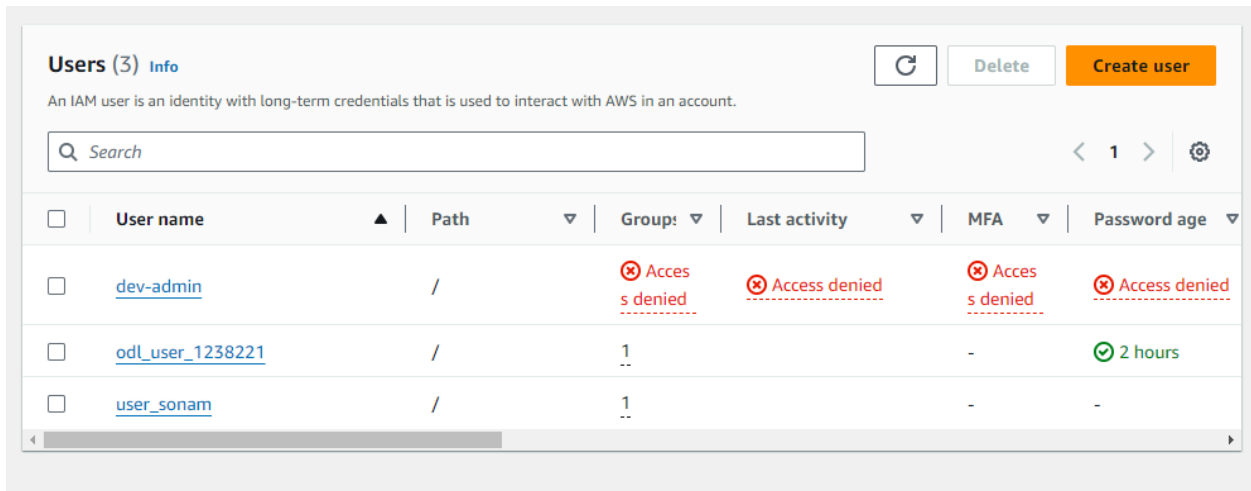 Users (3) Info
Delete
Create user
An IAM user is an identity with long-term credentials that is used to interact with AWS in an account.
Search
1
User name Path Groups Last activity MFA Password age
dev-admin / Acces s denied Access denied Acces s denied Access denied
odl_user_1238221 / 1 - 2 hours
user_sonam / 1 - -